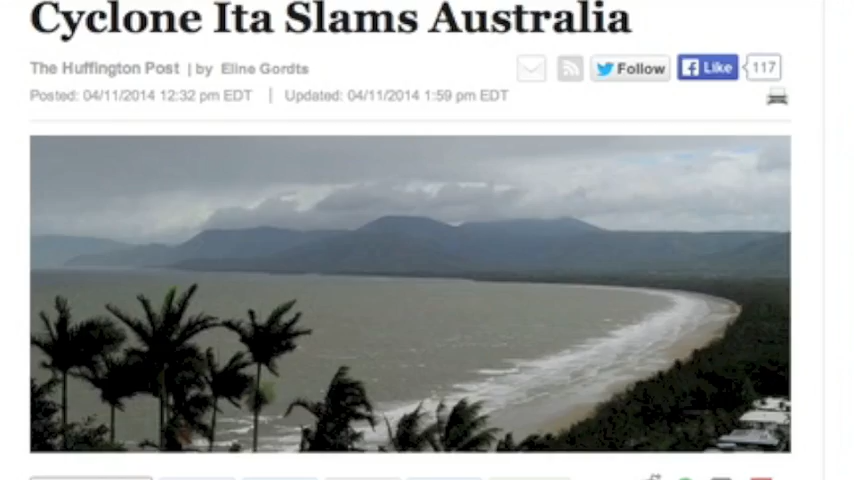 Cyclone Ita Slams Australia
The Huffington Post | by Eline Gordts
Follow
Like
117
Posted: 04/11/2014 12:32 pm EDT | Updated: 04/11/2014 1:59 pm EDT